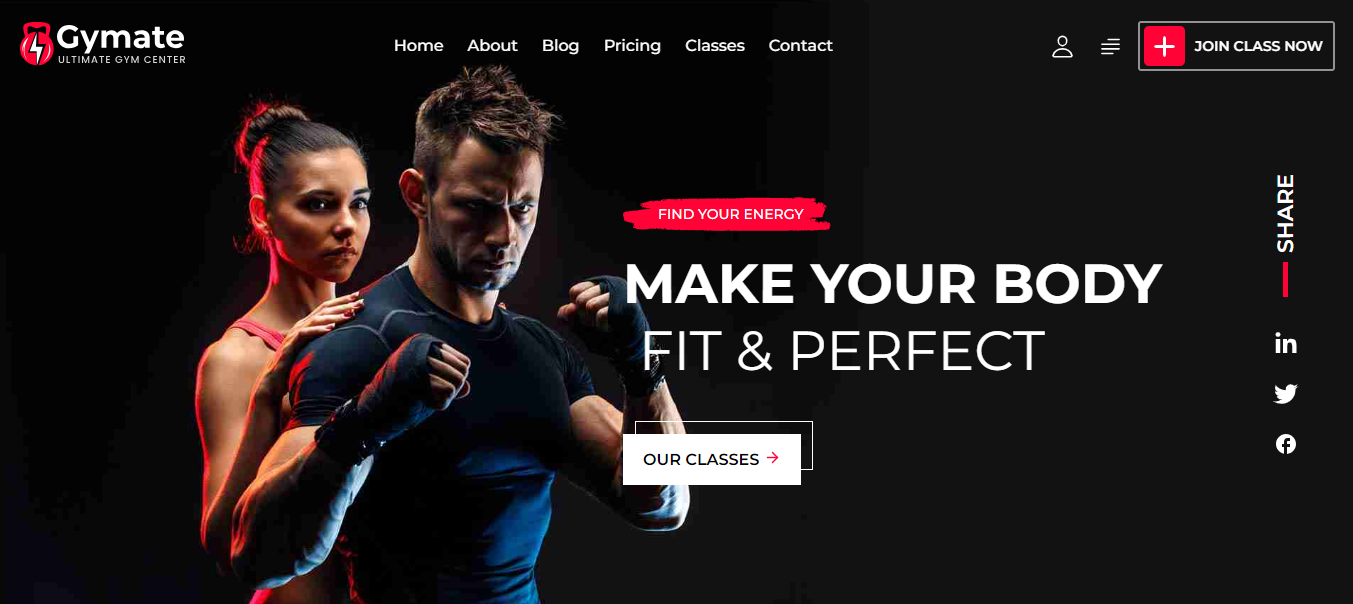 Gymate
ULTIMATE GYM CENTER
Home About Blog Pricing Classes Contact
JOIN CLASS NOW
SHARE
FIND YOUR ENERGY
MAKE YOUR BODY
FIT & PERFECT
OUR CLASSES